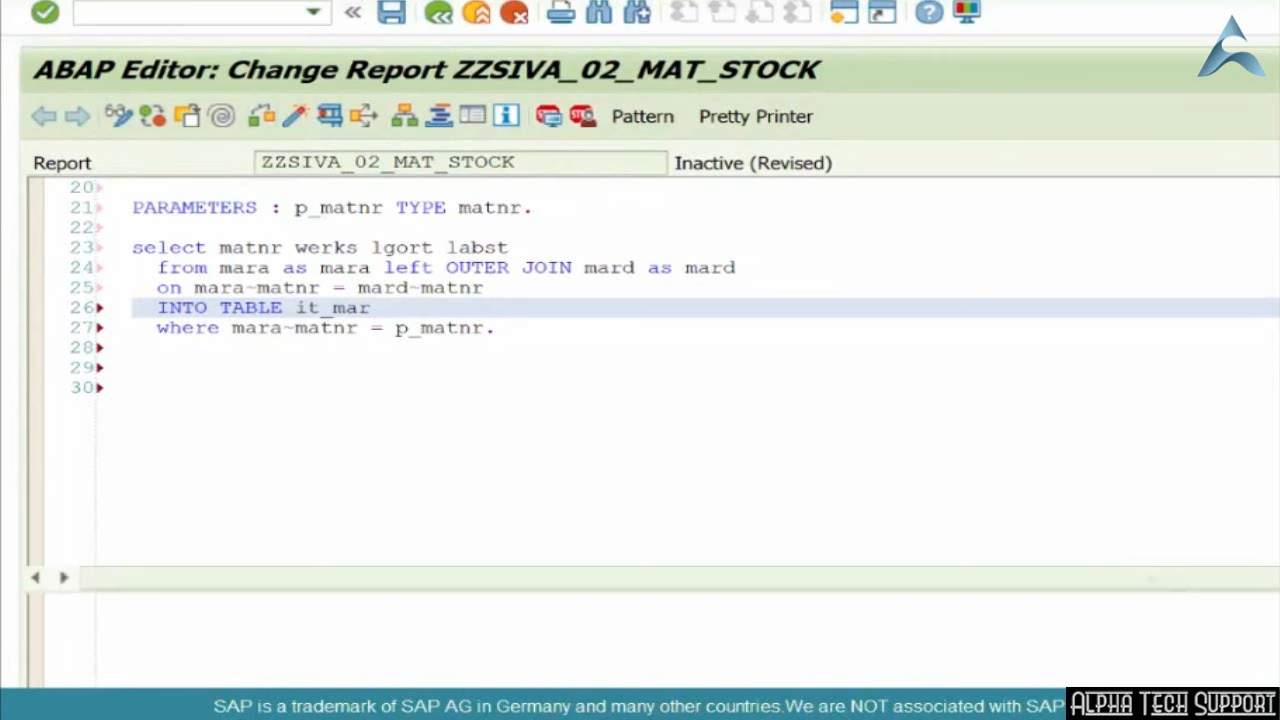 ABAP Editor: Change Report ZZSIVA_02_MAT_STOCK
Pattern Pretty Printer
Report ZZSIVA_02_MAT_STOCK Inactive (Revised)
20
21 PARAMETERS : p_matnr TYPE matnr.
22
23 select matnr werks lgort labst
24 from mara as mara left OUTER JOIN mard as mard
25 on mara~matnr = mard~matnr
26 INTO TABLE it_mar
27 where mara~matnr = p_matnr.
28
29
30
SAP is a trademark of SAP AG in Germany and many other countries.We are NOT associated with SAP
ALPHA TECH SUPPORT